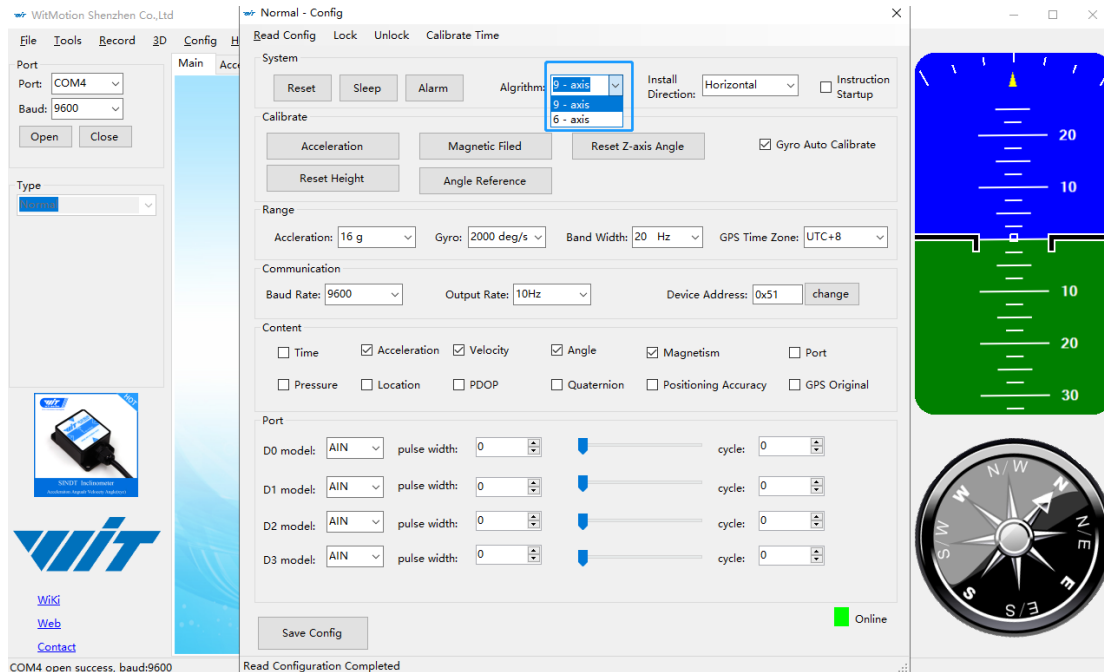 WitMotion Shenzhen Co.,Ltd
File Tools Record 3D Config H
Port
Port: COM4
Baud: 9600
Open Close
Type
Normal
Main Acce
HOT
WIT
SINDT Inclinometer
WIT
WiKi
Web
Contact
COM4 open success, baud:9600
Normal - Config
Read Config Lock Unlock Calibrate Time
System
Reset Sleep Alarm Algrithm: 9 - axis Install Direction: Horizontal Instruction Startup
9 - axis
6 - axis
Calibrate
Acceleration Magnetic Filed Reset Z-axis Angle Gyro Auto Calibrate
Reset Height Angle Reference
Range
Accleration: 16 g Gyro: 2000 deg/s Band Width: 20 Hz GPS Time Zone: UTC+8
Communication
Baud Rate: 9600 Output Rate: 10Hz Device Address: 0x51 change
Content
Time Acceleration Velocity Angle Magnetism Port
Pressure Location PDOP Quaternion Positioning Accuracy GPS Original
Port
D0 model: AIN pulse width: 0 cycle: 0
D1 model: AIN pulse width: 0 cycle: 0
D2 model: AIN pulse width: 0 cycle: 0
D3 model: AIN pulse width: 0 cycle: 0
Online
Save Config
Read Configuration Completed
20
10
10
20
30
N/W
N
N/E
E
S/E
S
S/W
W